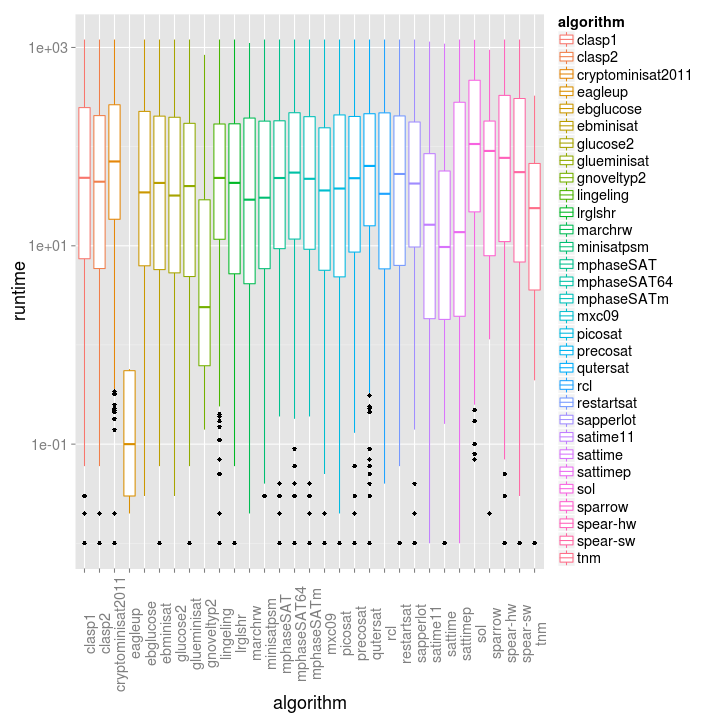 1e+03
1e+01
1e-01
runtime
clasp1
clasp2
cryptominisat2011
eagleup
ebglucose
ebminisat
glucose2
glueminisat
gnoveltyp2
lingeling
lrglshr
marchrw
minisatpsm
mphaseSAT
mphaseSAT64
mphaseSATm
mxc09
picosat
precosat
qutersat
rcl
restartsat
sapperlot
satime11
sattime
sattimep
sol
sparrow
spear-hw
spear-sw
tnm
algorithm
algorithm
clasp1
clasp2
cryptominisat2011
eagleup
ebglucose
ebminisat
glucose2
glueminisat
gnoveltyp2
lingeling
lrglshr
marchrw
minisatpsm
mphaseSAT
mphaseSAT64
mphaseSATm
mxc09
picosat
precosat
qutersat
rcl
restartsat
sapperlot
satime11
sattime
sattimep
sol
sparrow
spear-hw
spear-sw
tnm